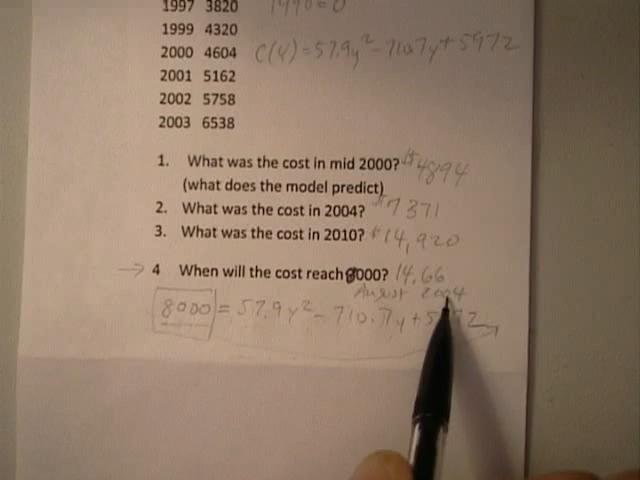 1997 3820 1990=0
1999 4320
2000 4604 C(y)=57.9y²-710.7y+5972
2001 5162
2002 5758
2003 6538
1. What was the cost in mid 2000? $4894
(what does the model predict)
2. What was the cost in 2004? $7371
3. What was the cost in 2010? $14,920
→ 4 When will the cost reach 8000? 14.66
August 2004
8000 = 57.9y² - 710.7y + 5972